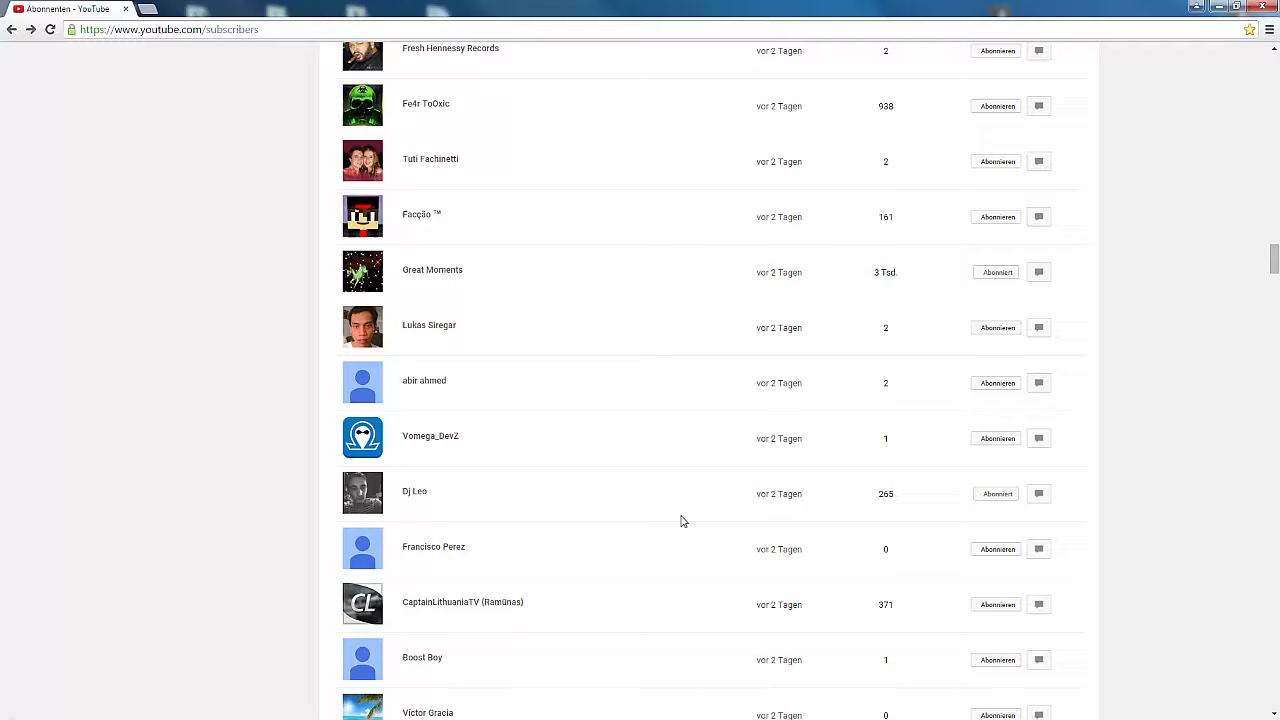 Abonnenten - YouTube
https://www.youtube.com/subscribers
Fresh Hennessy Records vor 2 Tagen 2 Abonnieren
Fe4r ToOxic vor 2 Tagen 938 Abonnieren
Tuti Fachinetti vor 2 Tagen 2 Abonnieren
Facção ™ vor 2 Tagen 161 Abonnieren
Great Moments vor 2 Tagen 3 Tsd. Abonniert
Lukas Siregar vor 2 Tagen 2 Abonnieren
abir ahmed vor 2 Tagen 2 Abonnieren
Vomega_DevZ vor 2 Tagen 1 Abonnieren
Dj Leo vor 2 Tagen 265 Abonniert
Francisco Perez vor 2 Tagen 0 Abonnieren
CL CaptainLithuaniaTV (Ramūnas) vor 2 Tagen 371 Abonnieren
Boost Boy vor 2 Tagen 1 Abonnieren
Víctor Gracia vor 2 Tagen 0 Abonnieren